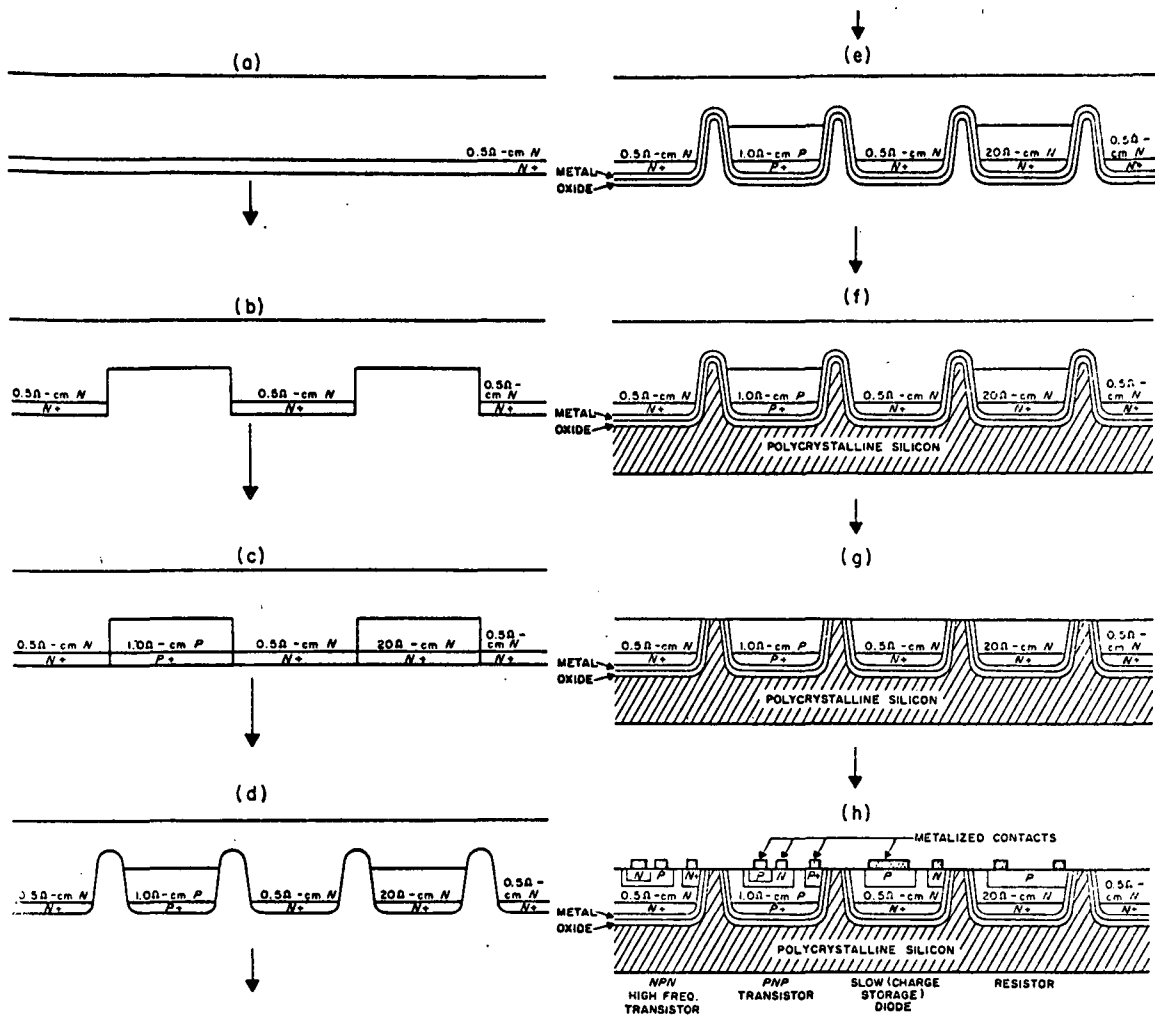 (a)
0.5Ω-cm N
N+
(b)
0.5Ω-cm N
N+
0.5Ω-cm N
N+
0.5Ω-
cm N
N+
(c)
0.5Ω-cm N
N+
1.0Ω-cm P
P+
0.5Ω-cm N
N+
20Ω-cm N
N+
0.5Ω-
cm N
N+
(d)
0.5Ω-cm N
N+
1.0Ω-cm P
P+
0.5Ω-cm N
N+
20Ω-cm N
N+
0.5Ω-
cm N
N+
(e)
0.5Ω-cm N
N+
1.0Ω-cm P
P+
0.5Ω-cm N
N+
20Ω-cm N
N+
0.5Ω-
cm N
N+
METAL
OXIDE
(f)
0.5Ω-cm N
N+
1.0Ω-cm P
P+
0.5Ω-cm N
N+
20Ω-cm N
N+
0.5Ω-
cm N
N+
METAL
OXIDE
POLYCRYSTALLINE SILICON
(g)
0.5Ω-cm N
N+
1.0Ω-cm P
P+
0.5Ω-cm N
N+
20Ω-cm N
N+
0.5Ω-
cm N
N+
METAL
OXIDE
POLYCRYSTALLINE SILICON
(h)
METALIZED CONTACTS
N P N+
P N P+
P N
P
0.5Ω-cm N
N+
1.0Ω-cm P
P+
0.5Ω-cm N
N+
20Ω-cm N
N+
0.5Ω-
cm N
N+
METAL
OXIDE
POLYCRYSTALLINE SILICON
NPN
HIGH FREQ.
TRANSISTOR
PNP
TRANSISTOR
SLOW (CHARGE
STORAGE)
DIODE
RESISTOR